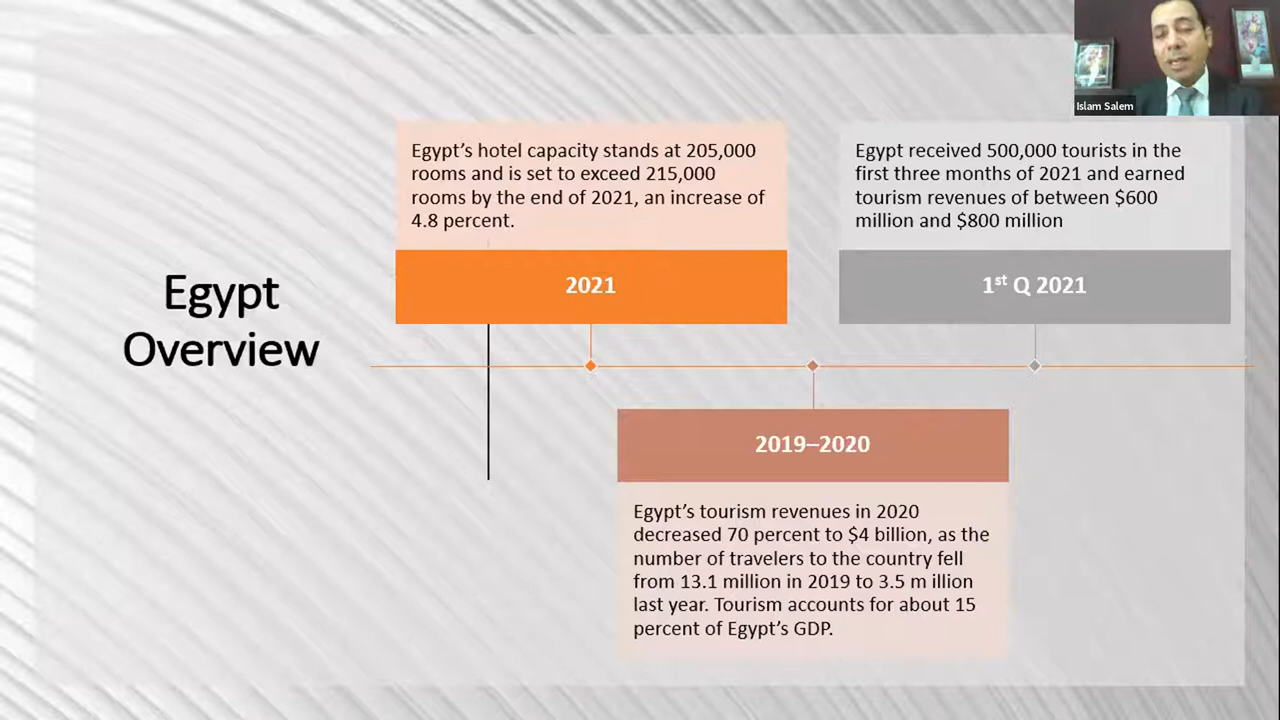 Islam Salem
Egypt
Overview
Egypt’s hotel capacity stands at 205,000
rooms and is set to exceed 215,000
rooms by the end of 2021, an increase of
4.8 percent.
2021
Egypt received 500,000 tourists in the
first three months of 2021 and earned
tourism revenues of between $600
million and $800 million
1st Q 2021
2019–2020
Egypt’s tourism revenues in 2020
decreased 70 percent to $4 billion, as the
number of travelers to the country fell
from 13.1 million in 2019 to 3.5 m illion
last year. Tourism accounts for about 15
percent of Egypt’s GDP.